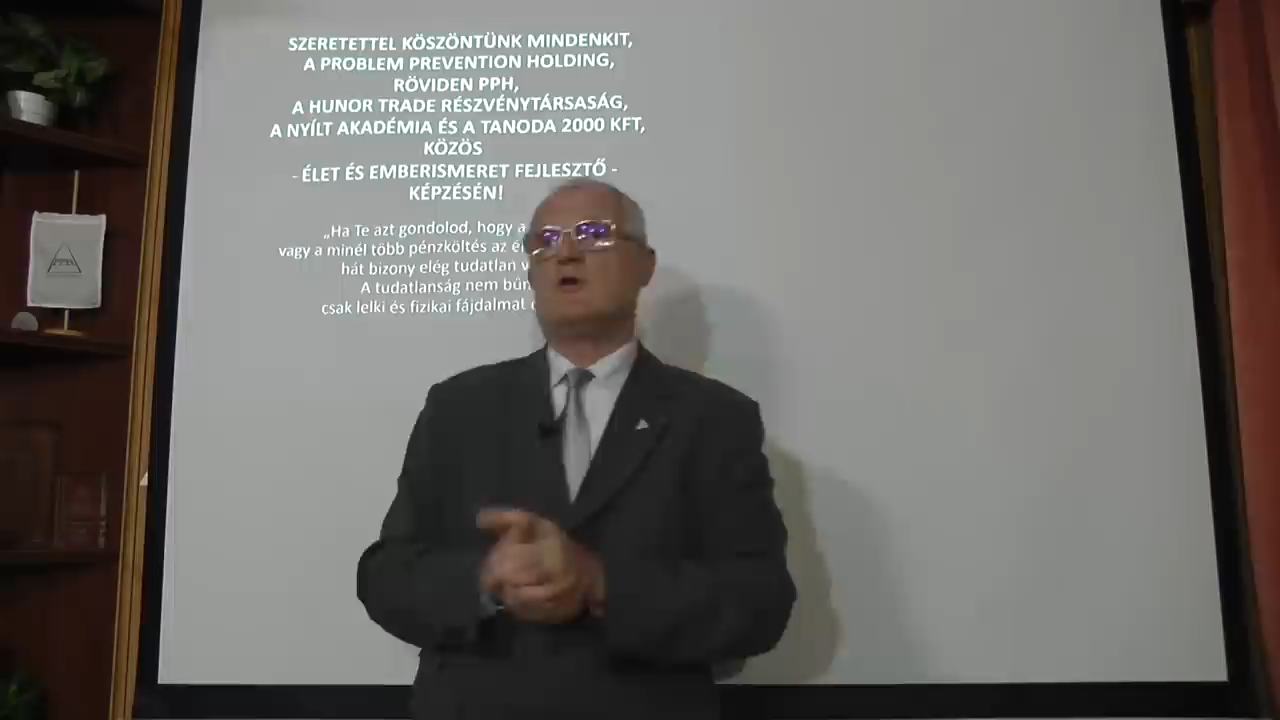 SZERETETTEL KÖSZÖNTÜNK MINDENKIT,
A PROBLEM PREVENTION HOLDING,
RÖVIDEN PPH,
A HUNOR TRADE RÉSZVÉNYTÁRSASÁG,
A NYÍLT AKADÉMIA ÉS A TANODA 2000 KFT,
KÖZÖS
- ÉLET ÉS EMBERISMERET FEJLESZTŐ -
KÉPZÉSÉN!
„Ha Te azt gondolod, hogy a
vagy a minél több pénzköltés az
hát bizony elég tudatlan
A tudatlanság nem
csak lelki és fizikai fájdalmat